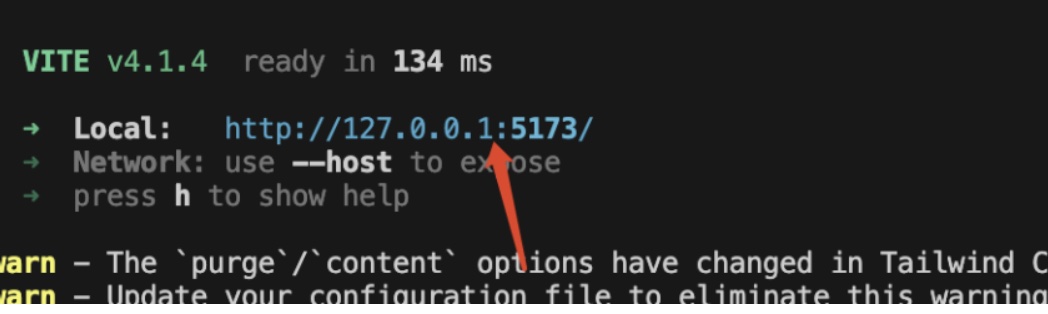 VITE v4.1.4 ready in 134 ms
➜ Local: http://127.0.0.1:5173/
➜ Network: use --host to expose
➜ press h to show help
warn – The `purge`/`content` options have changed in Tailwind C
warn – Update your configuration file to eliminate this warning